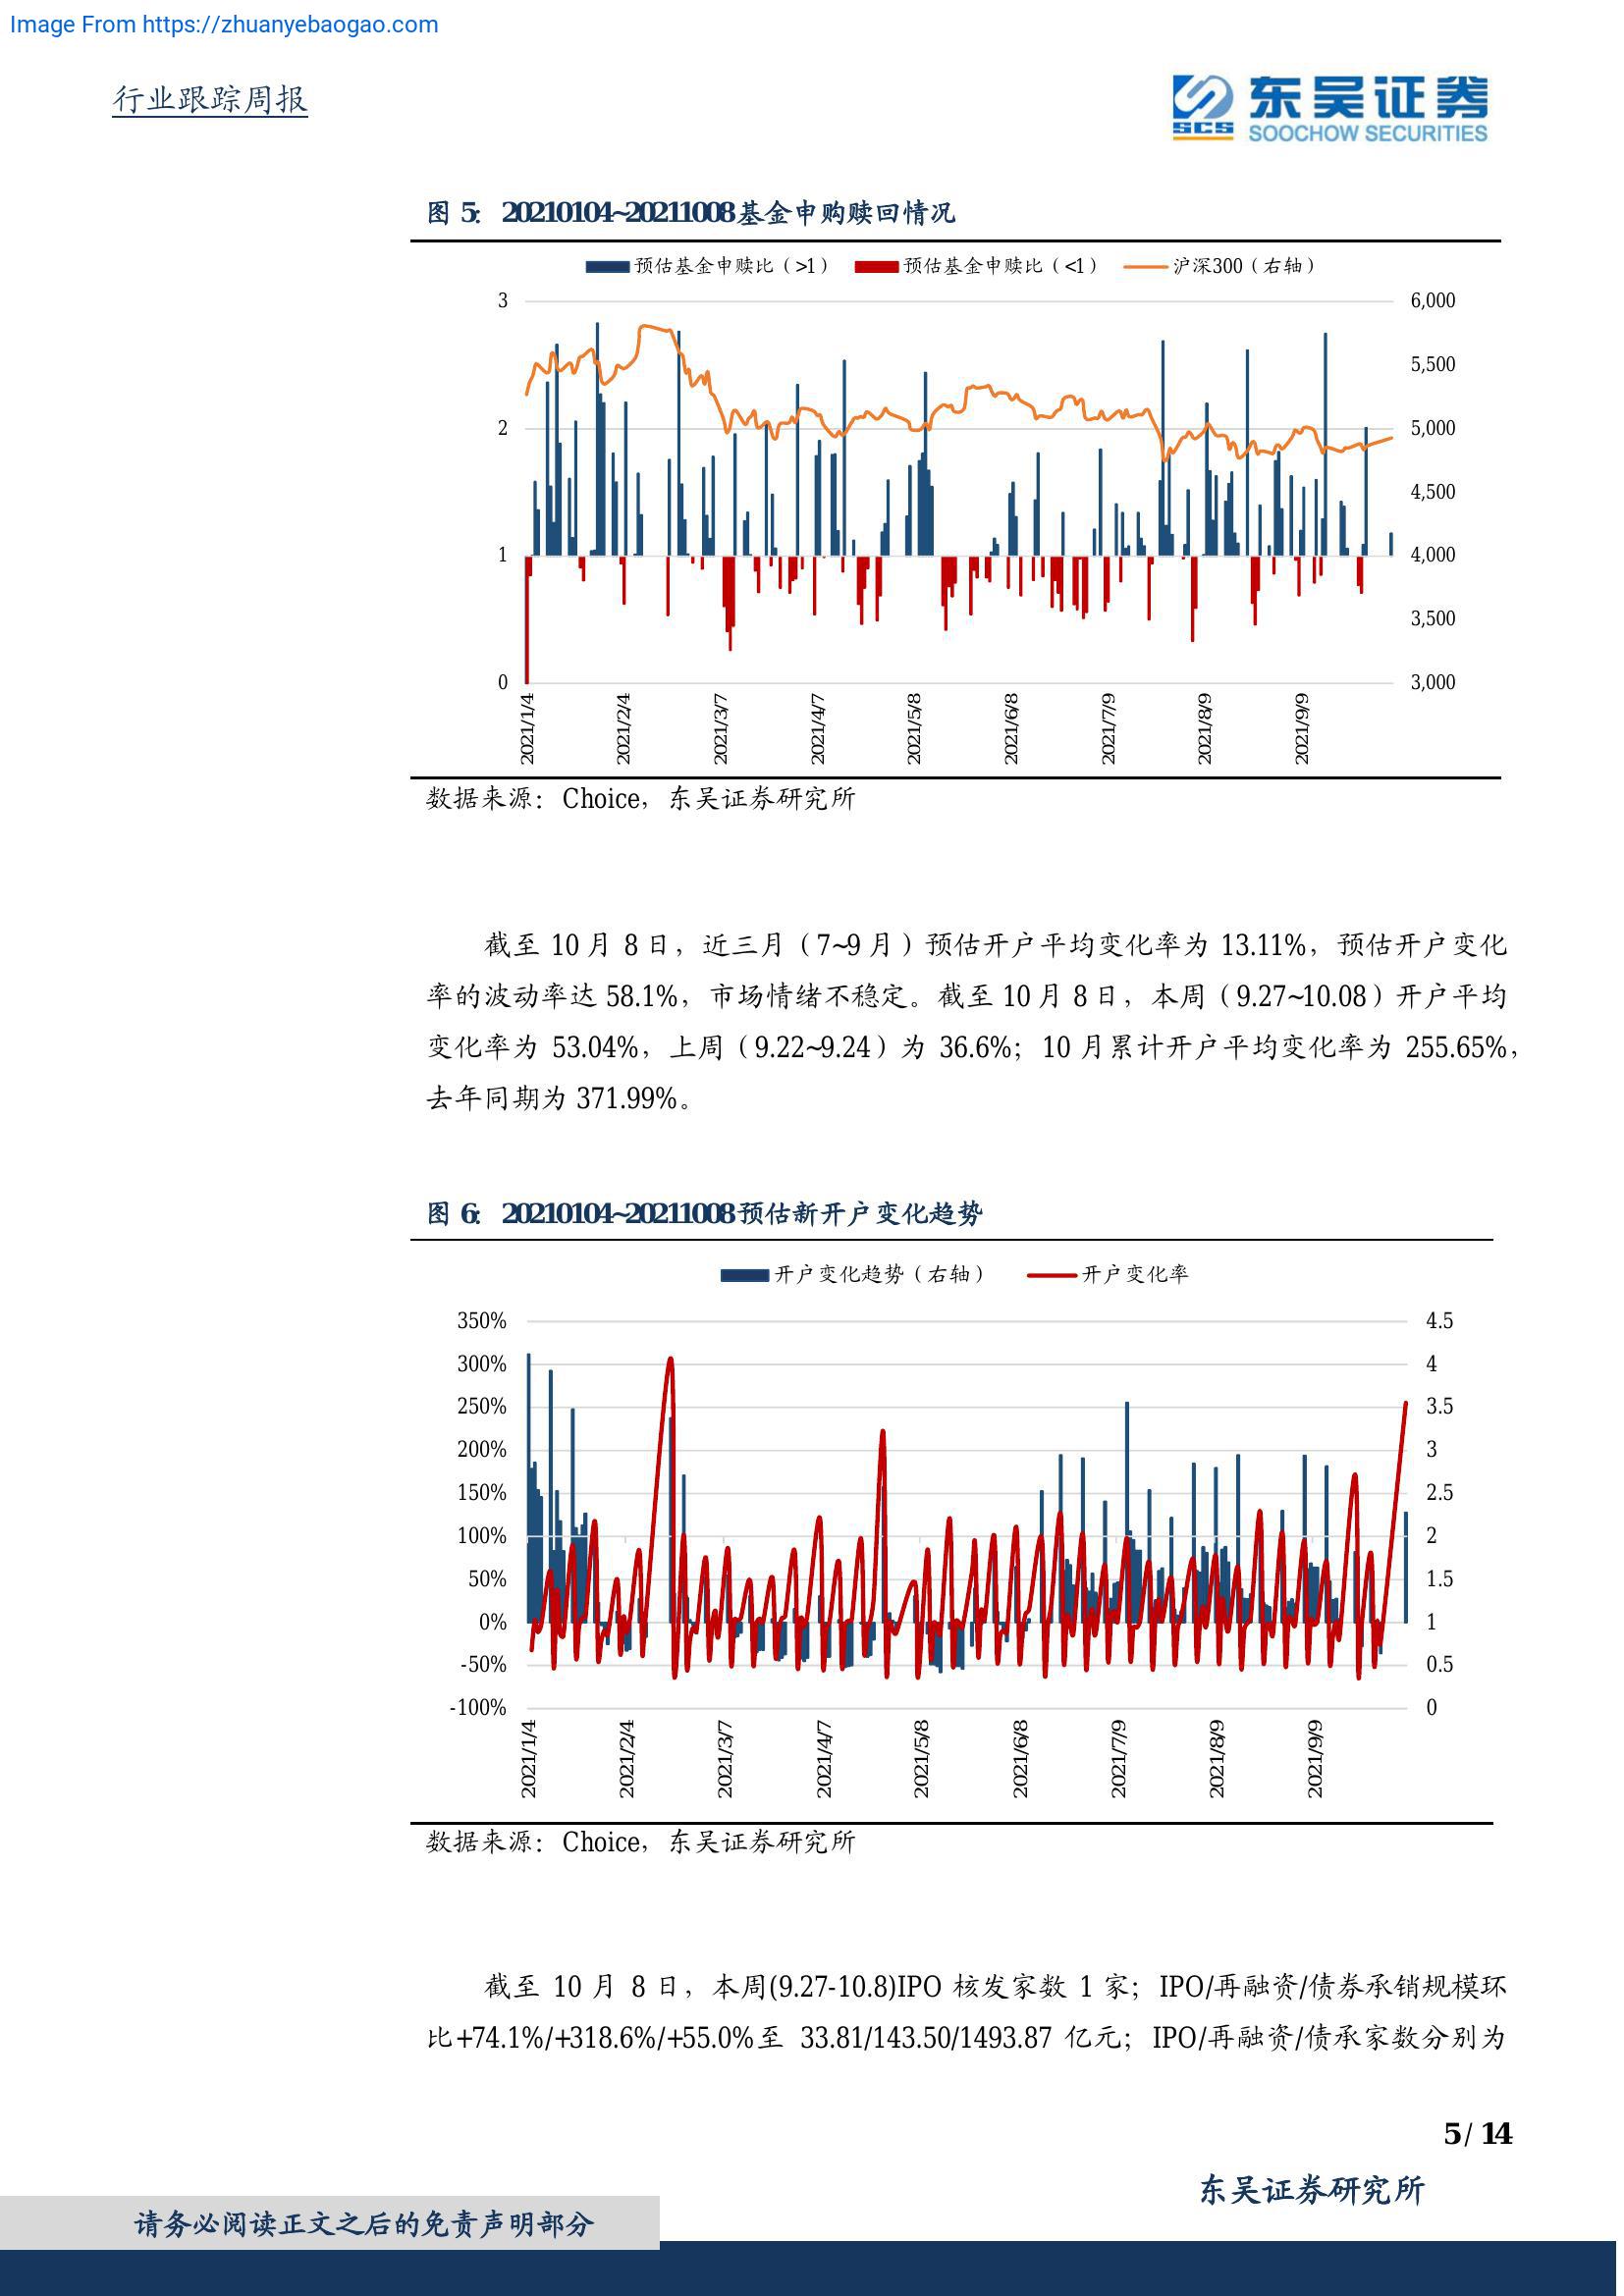 Image From https://zhuanyebaogao.com
行业跟踪周报
东吴证券
SCS
SOOCHOW SECURITIES
图 5： 20210104~20211008基金申购赎回情况
预估基金申赎比（>1） 预估基金申赎比（<1） 沪深300（右轴）
3 6,000
5,500
2 5,000
4,500
1 4,000
3,500
0 3,000
2021/1/4 2021/2/4 2021/3/7 2021/4/7 2021/5/8 2021/6/8 2021/7/9 2021/8/9 2021/9/9
数据来源：Choice，东吴证券研究所
截至 10 月 8 日，近三月（7~9 月）预估开户平均变化率为 13.11%，预估开户变化
率的波动率达 58.1%，市场情绪不稳定。截至 10 月 8 日，本周（9.27~10.08）开户平均
变化率为 53.04%，上周（9.22~9.24）为 36.6%；10 月累计开户平均变化率为 255.65%，
去年同期为 371.99%。
图 6： 20210104~20211008预估新开户变化趋势
开户变化趋势（右轴） 开户变化率
350% 4.5
300% 4
250% 3.5
200% 3
150% 2.5
100% 2
50% 1.5
0% 1
-50% 0.5
-100% 0
2021/1/4 2021/2/4 2021/3/7 2021/4/7 2021/5/8 2021/6/8 2021/7/9 2021/8/9 2021/9/9
数据来源：Choice，东吴证券研究所
截至 10 月 8 日，本周(9.27-10.8)IPO 核发家数 1 家；IPO/再融资/债券承销规模环
比+74.1%/+318.6%/+55.0%至 33.81/143.50/1493.87 亿元；IPO/再融资/债承家数分别为
5 / 14
东吴证券研究所
请务必阅读正文之后的免责声明部分